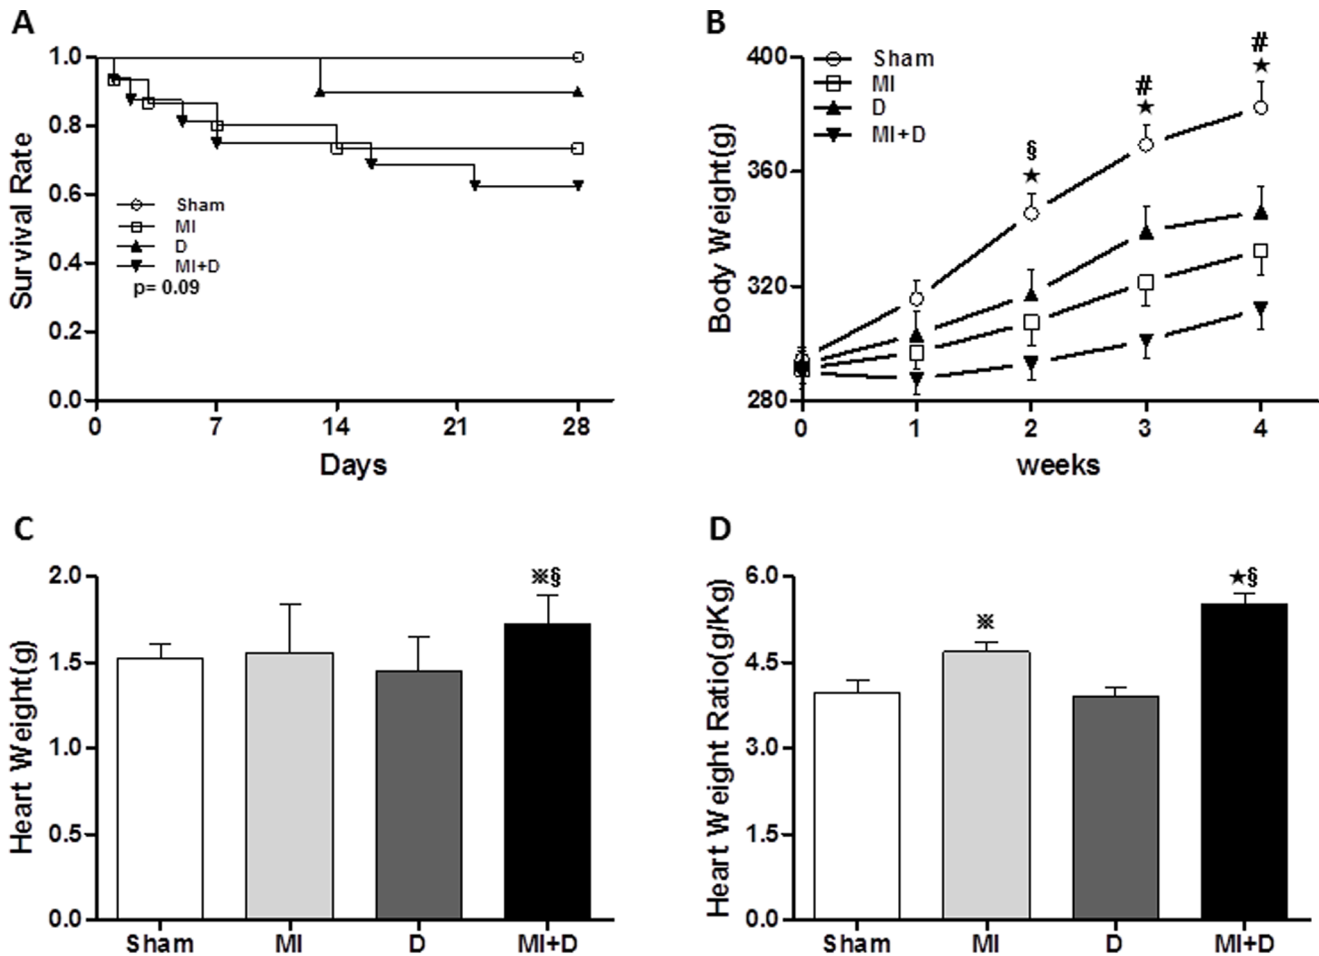 A
Survival Rate
1.0
0.8
0.6
0.4
0.2
0.0
Sham
MI
D
MI+D
p= 0.09
0 7 14 21 28
Days
B
Body Weight(g)
400
360
320
280
Sham
MI
D
MI+D
§
★
#
★
#
★
0 1 2 3 4
weeks
C
Heart Weight(g)
2.0
1.5
1.0
0.5
0.0
※§
Sham MI D MI+D
D
Heart Weight Ratio(g/Kg)
6.0
4.5
3.0
1.5
0.0
※
★§
Sham MI D MI+D